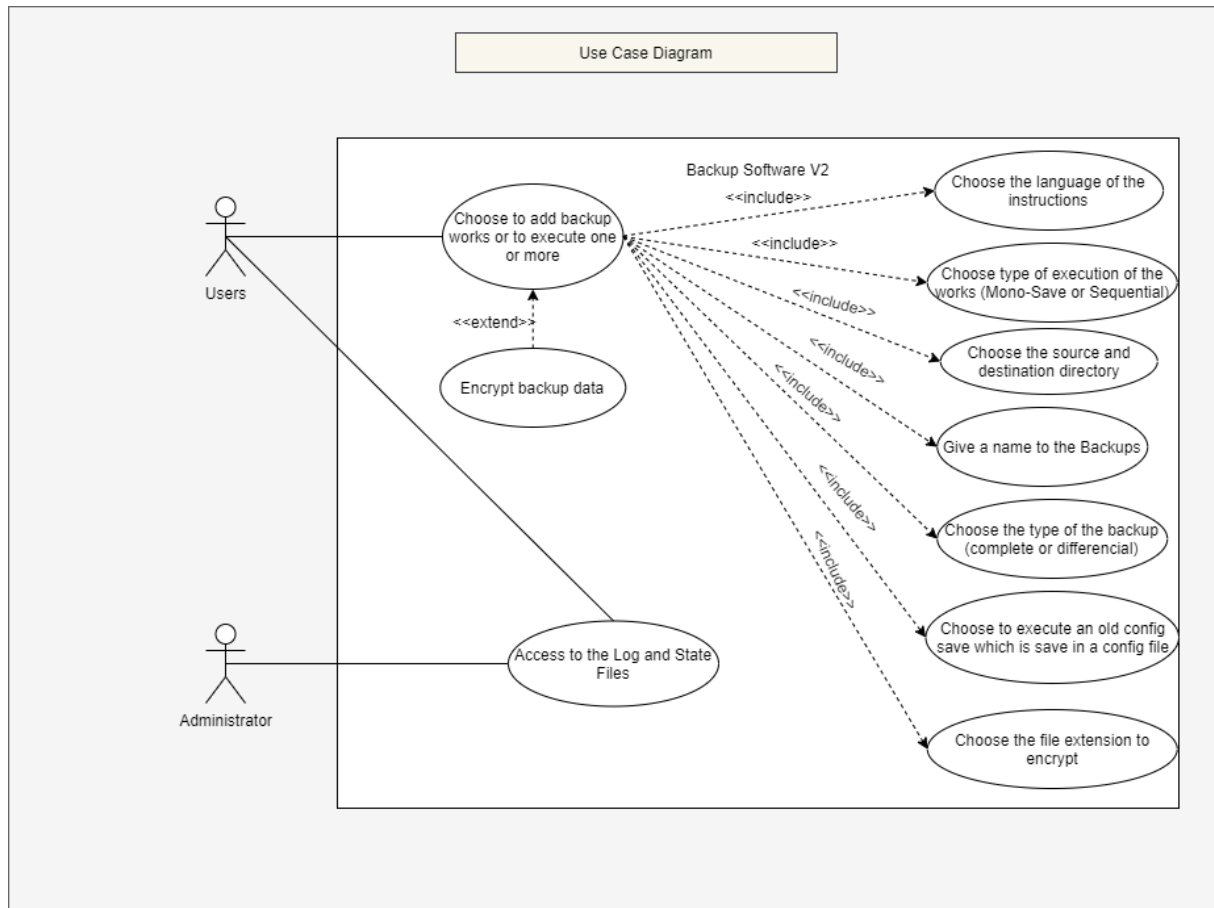 Use Case Diagram
Backup Software V2
Choose to add backup
works or to execute one
or more
<<include>>
Choose the language of the
instructions
<<include>>
Choose type of execution of the
works (Mono-Save or Sequential)
Users
<<extend>>
<<include>>
Choose the source and
destination directory
Encrypt backup data
<<include>>
Give a name to the Backups
<<include>>
Choose the type of the backup
(complete or differencial)
<<include>>
Choose to execute an old config
save which is save in a config file
Access to the Log and State
Files
Administrator
<<include>>
Choose the file extension to
encrypt